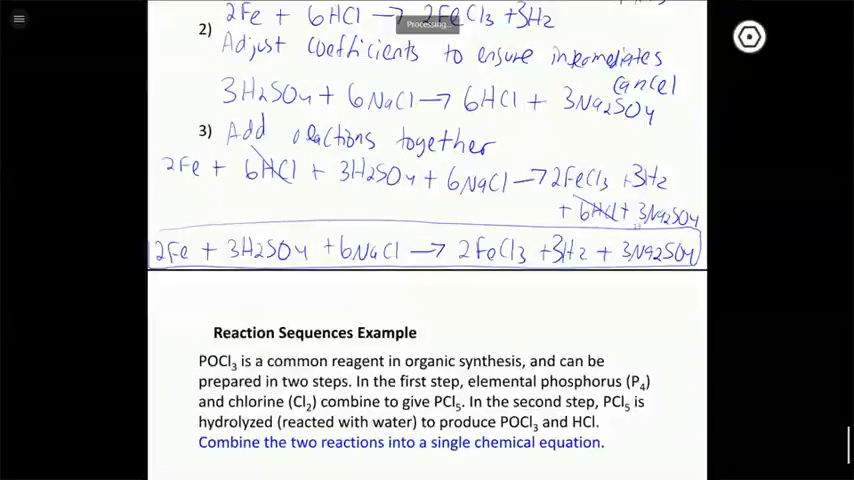 2Fe + 6HCl → 2FeCl3 + 3H2
Processing...
2)
Adjust coefficients to ensure intermediates
cancel
3H2SO4 + 6NaCl → 6HCl + 3Na2SO4
3) Add reactions together
2Fe + 6HCl + 3H2SO4 + 6NaCl → 2FeCl3 + 3H2
+ 6HCl + 3Na2SO4
2Fe + 3H2SO4 + 6NaCl → 2FeCl3 + 3H2 + 3Na2SO4
Reaction Sequences Example
POCl3 is a common reagent in organic synthesis, and can be
prepared in two steps. In the first step, elemental phosphorus (P4)
and chlorine (Cl2) combine to give PCl5. In the second step, PCl5 is
hydrolyzed (reacted with water) to produce POCl3 and HCl.
Combine the two reactions into a single chemical equation.